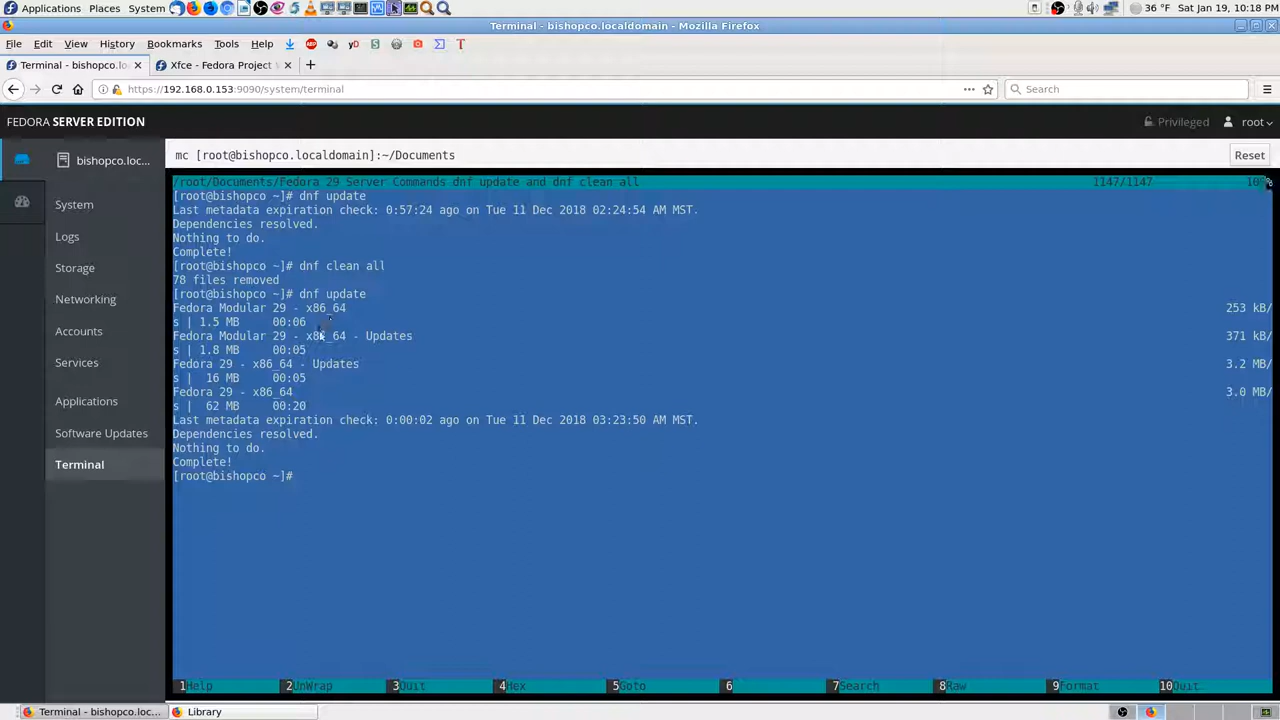 Applications Places System 36 °F Sat Jan 19, 10:18 PM
Terminal - bishopco.localdomain - Mozilla Firefox
File Edit View History Bookmarks Tools Help
Terminal - bishopco.lo Xfce - Fedora Project W
https://192.168.0.153:9090/system/terminal Search
FEDORA SERVER EDITION Privileged root
bishopco.loc... mc [root@bishopco.localdomain]:~/Documents Reset
System
Logs
Storage
Networking
Accounts
Services
Applications
Software Updates
Terminal
/root/Documents/Fedora 29 Server Commands dnf update and dnf clean all 1147/1147 100%
[root@bishopco ~]# dnf update
Last metadata expiration check: 0:57:24 ago on Tue 11 Dec 2018 02:24:54 AM MST.
Dependencies resolved.
Nothing to do.
Complete!
[root@bishopco ~]# dnf clean all
78 files removed
[root@bishopco ~]# dnf update
Fedora Modular 29 - x86_64 253 kB/
s | 1.5 MB 00:06
Fedora Modular 29 - x86_64 - Updates 371 kB/
s | 1.8 MB 00:05
Fedora 29 - x86_64 - Updates 3.2 MB/
s | 16 MB 00:05
Fedora 29 - x86_64 3.0 MB/
s | 62 MB 00:20
Last metadata expiration check: 0:00:02 ago on Tue 11 Dec 2018 03:23:50 AM MST.
Dependencies resolved.
Nothing to do.
Complete!
[root@bishopco ~]#
1Help 2UnWrap 3Quit 4Hex 5Goto 6 7Search 8Raw 9Format 10Quit
Terminal - bishopco.loc... Library